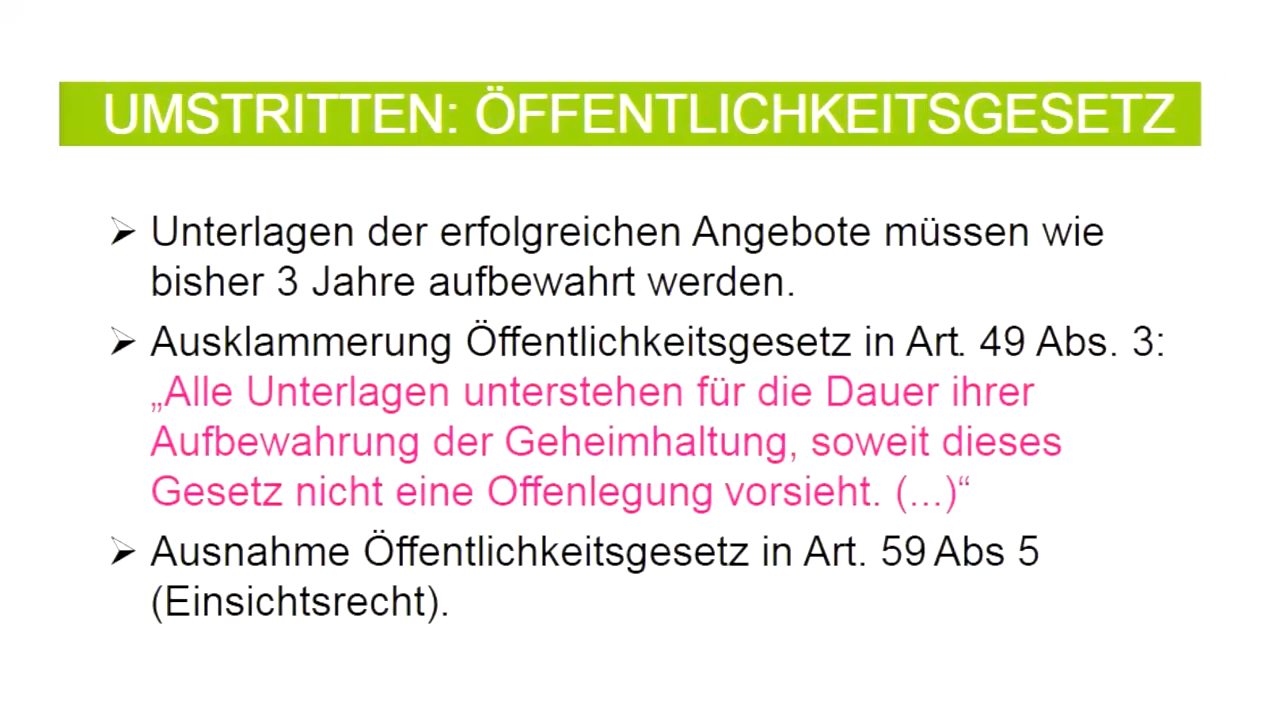 UMSTRITTEN: ÖFFENTLICHKEITSGESETZ
➢ Unterlagen der erfolgreichen Angebote müssen wie
bisher 3 Jahre aufbewahrt werden.
➢ Ausklammerung Öffentlichkeitsgesetz in Art. 49 Abs. 3:
„Alle Unterlagen unterstehen für die Dauer ihrer
Aufbewahrung der Geheimhaltung, soweit dieses
Gesetz nicht eine Offenlegung vorsieht. (...)“
➢ Ausnahme Öffentlichkeitsgesetz in Art. 59 Abs 5
(Einsichtsrecht).